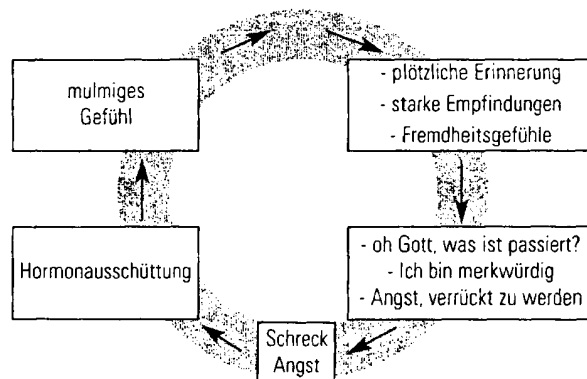 mulmiges
Gefühl
- plötzliche Erinnerung
- starke Empfindungen
- Fremdheitsgefühle
- oh Gott, was ist passiert?
- Ich bin merkwürdig
- Angst, verrückt zu werden
Schreck
Angst
Hormonausschüttung